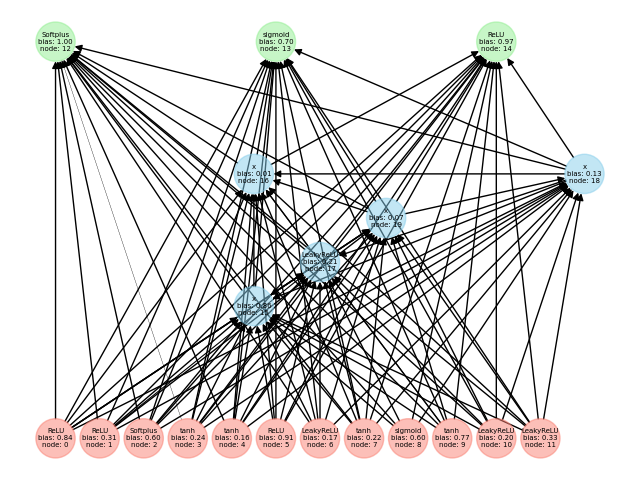 Softplus
bias: 1.00
node: 12
sigmoid
bias: 0.70
node: 13
ReLU
bias: 0.97
node: 14
x
bias: 0.01
node: 16
x
bias: 0.13
node: 18
x
bias: 0.07
node: 19
LeakyReLU
bias: 0.21
node: 17
x
bias:
node: 15
ReLU
bias: 0.84
node: 0
ReLU
bias: 0.31
node: 1
Softplus
bias: 0.60
node: 2
tanh
bias: 0.24
node: 3
tanh
bias: 0.16
node: 4
ReLU
bias: 0.91
node: 5
LeakyReLU
bias: 0.17
node: 6
tanh
bias: 0.22
node: 7
sigmoid
bias: 0.60
node: 8
tanh
bias: 0.77
node: 9
LeakyReLU
bias: 0.20
node: 10
LeakyReLU
bias: 0.33
node: 11